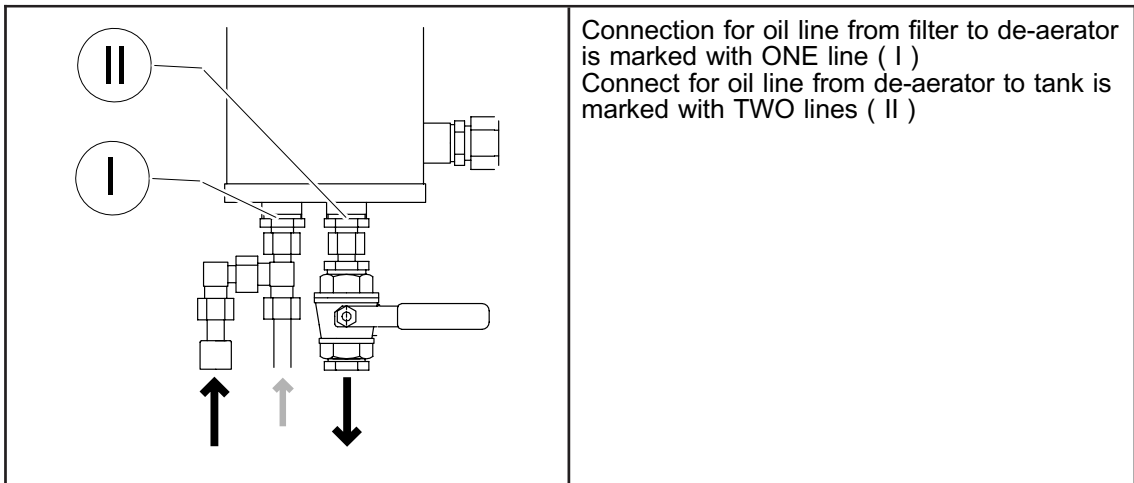 II
I
Connection for oil line from filter to de-aerator
is marked with ONE line ( I )
Connect for oil line from de-aerator to tank is
marked with TWO lines ( II )